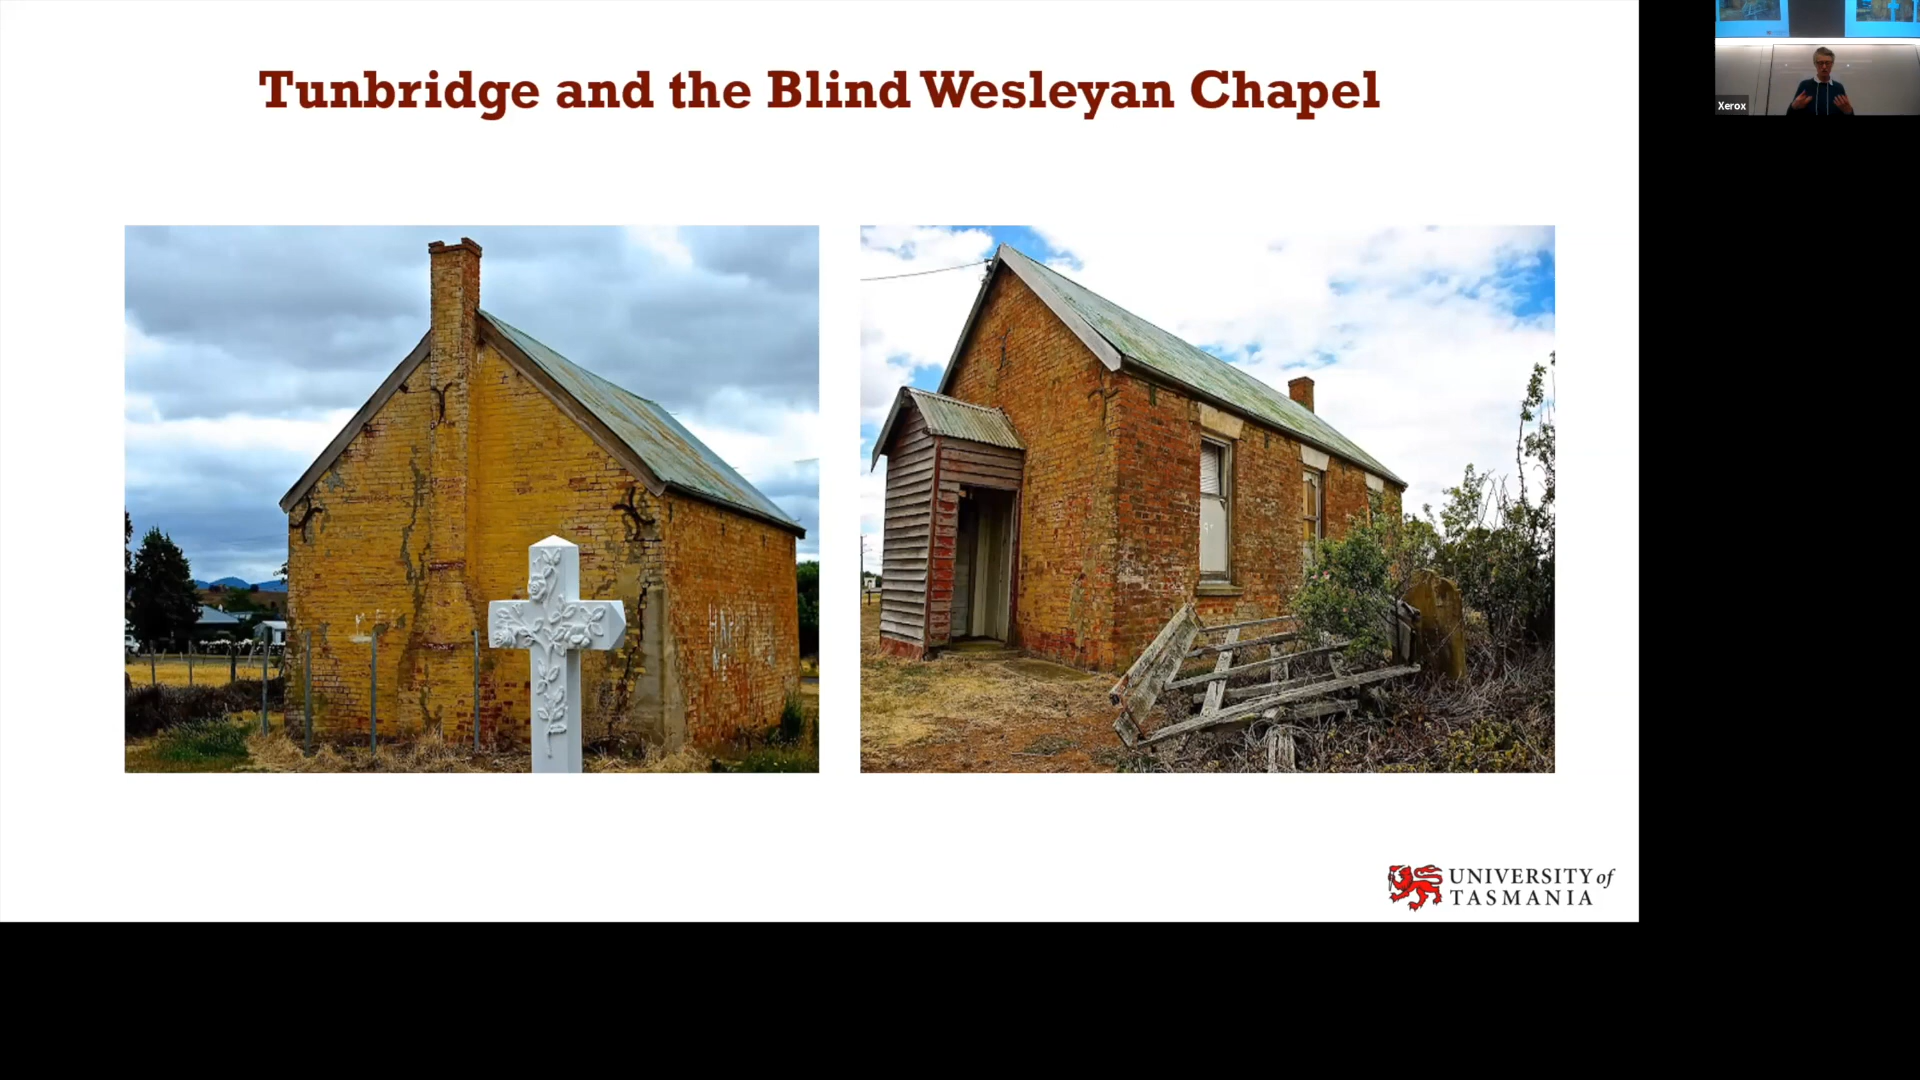 Tunbridge and the Blind Wesleyan Chapel
Xerox
UNIVERSITY of
TASMANIA